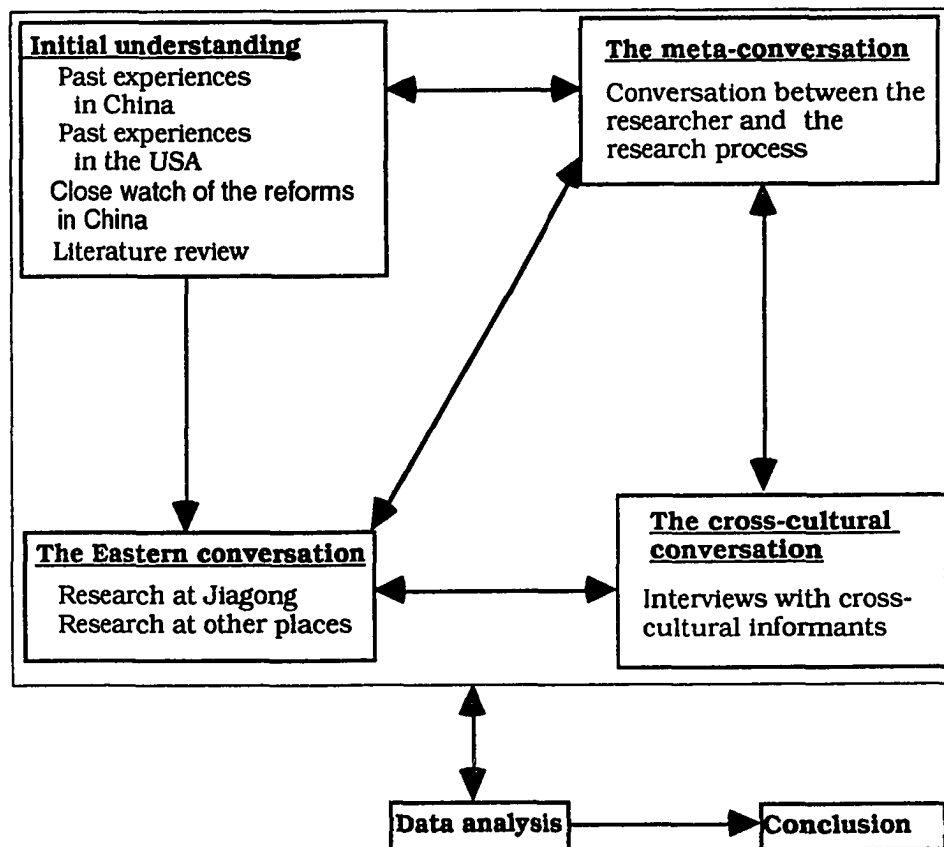 Initial understanding
Past experiences
in China
Past experiences
in the USA
Close watch of the reforms
in China
Literature review
The meta-conversation
Conversation between the
researcher and the
research process
The Eastern conversation
Research at Jiagong
Research at other places
The cross-cultural
conversation
Interviews with cross-
cultural informants
Data analysis
Conclusion